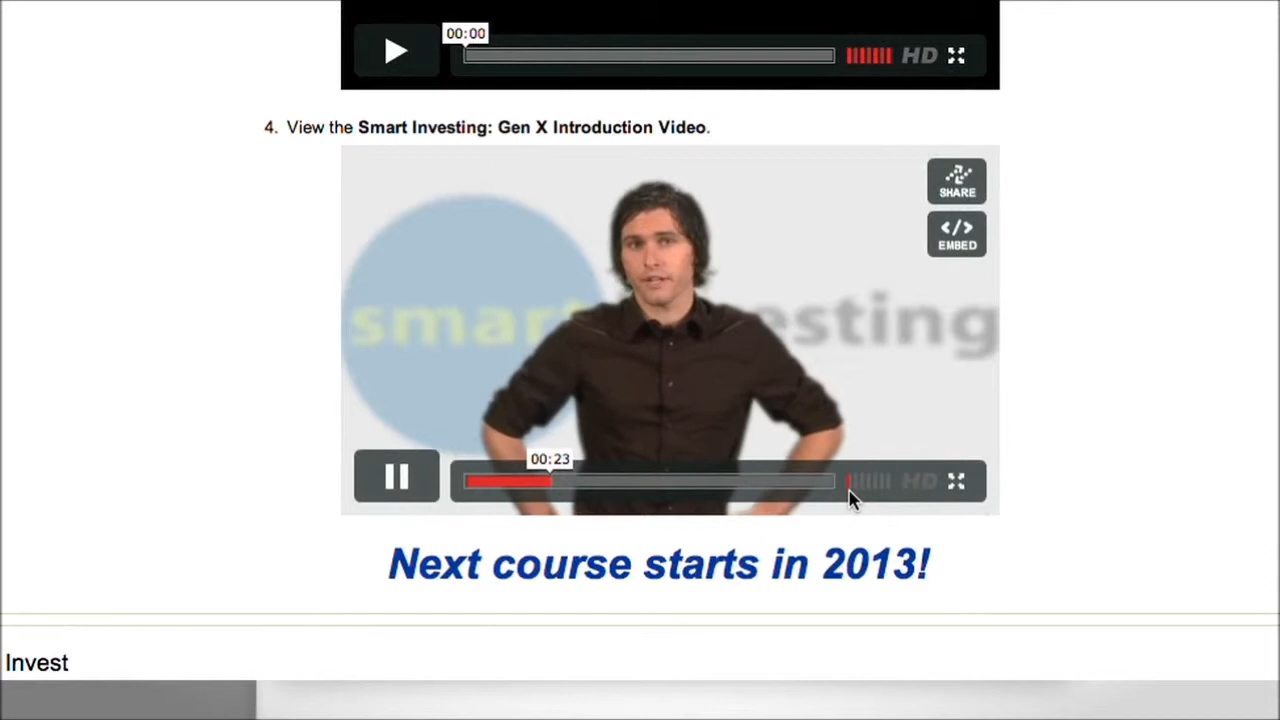 00:00
HD
4. View the Smart Investing: Gen X Introduction Video.
SHARE
</>
EMBED
smart investing
00:23
HD
Next course starts in 2013!
Invest